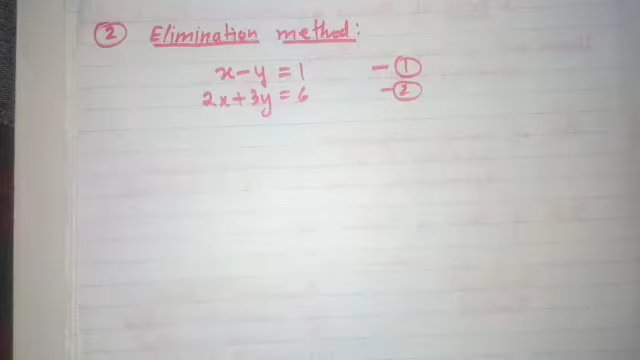 ② Elimination method:
x - y = 1 - ①
2x + 3y = 6 - ②